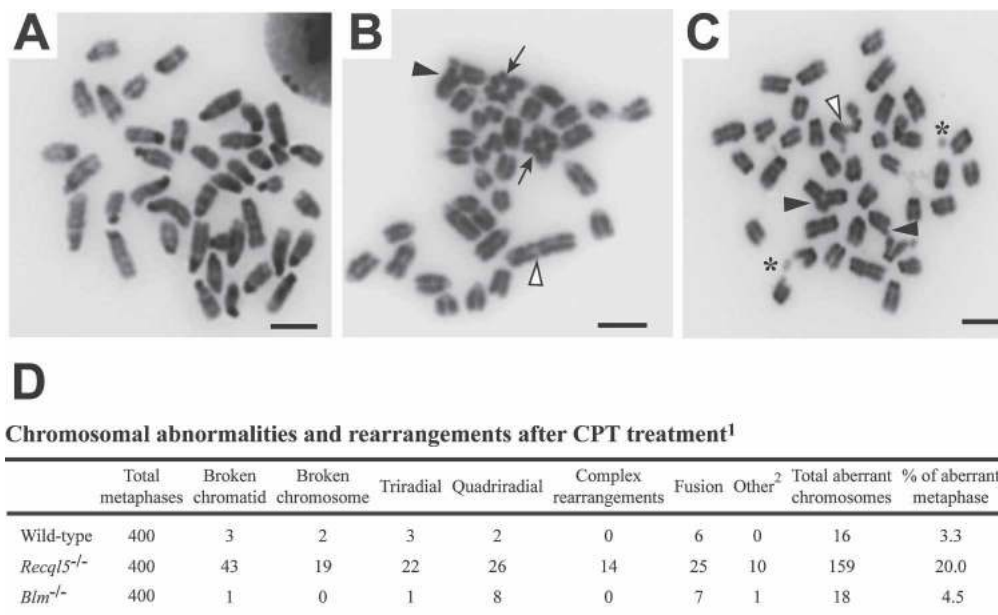 A B C
* *
D
Chromosomal abnormalities and rearrangements after CPT treatment1
Total metaphases Broken chromatid Broken chromosome Triradial Quadriradial Complex rearrangements Fusion Other2 Total aberrant chromosomes % of aberrant metaphase
Wild-type 400 3 2 3 2 0 6 0 16 3.3
Recql5-/- 400 43 19 22 26 14 25 10 159 20.0
Blm-/- 400 1 0 1 8 0 7 1 18 4.5